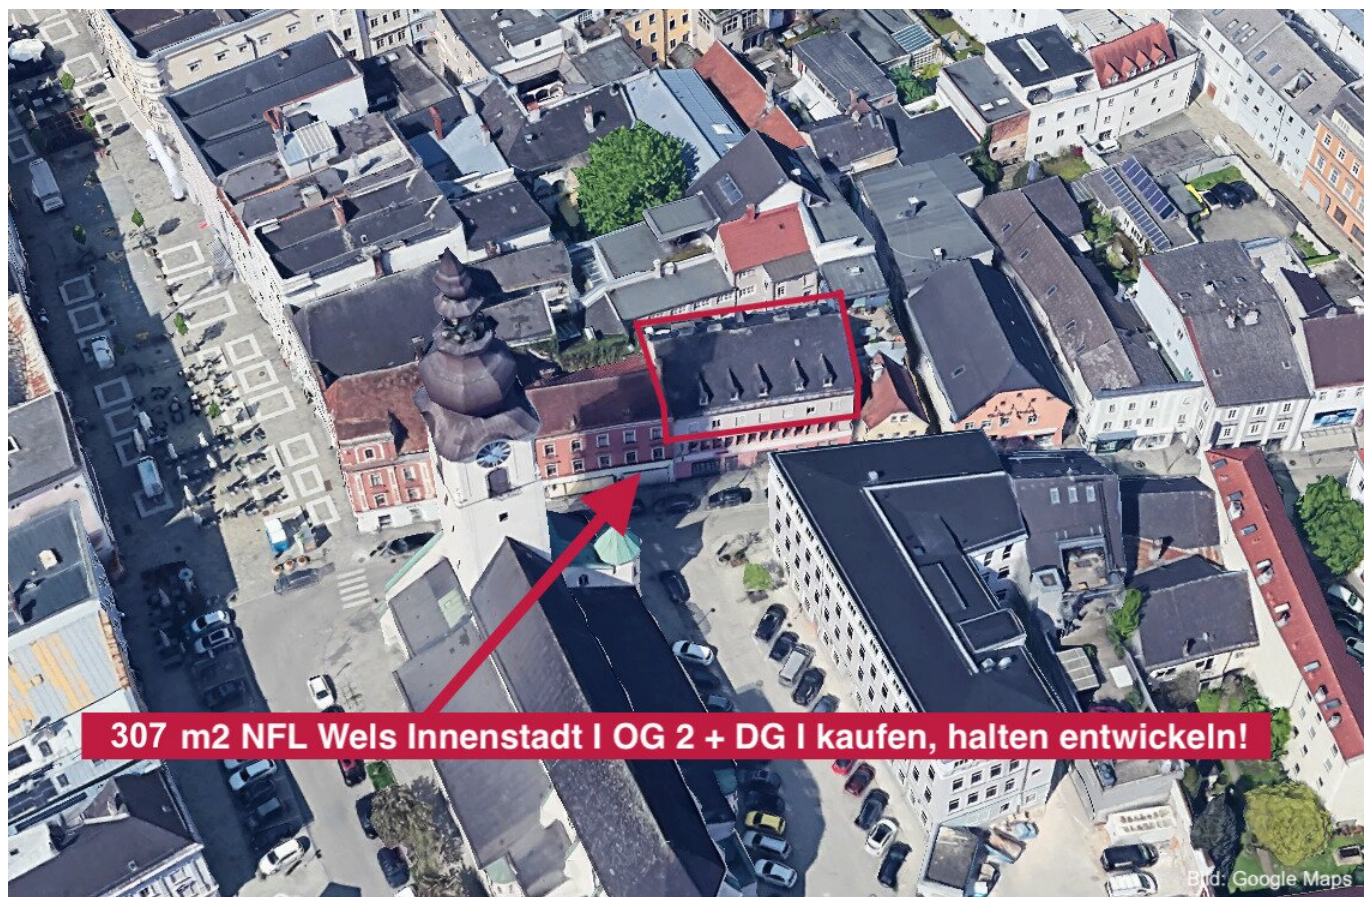 307 m2 NFL Wels Innenstadt I OG 2 + DG I kaufen, halten entwickeln!
Bild: Google Maps